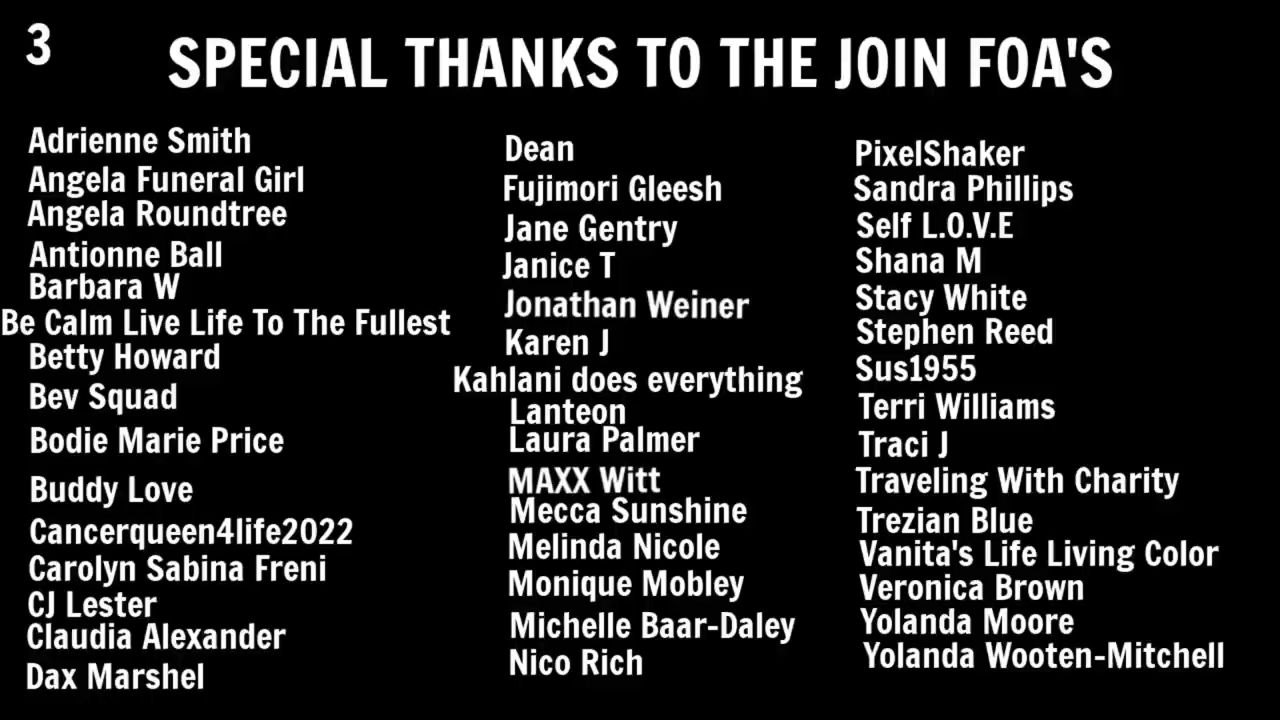 3
SPECIAL THANKS TO THE JOIN FOA'S
Adrienne Smith
Angela Funeral Girl
Angela Roundtree
Antionne Ball
Barbara W
Be Calm Live Life To The Fullest
Betty Howard
Bev Squad
Bodie Marie Price
Buddy Love
Cancerqueen4life2022
Carolyn Sabina Freni
CJ Lester
Claudia Alexander
Dax Marshel
Dean
Fujimori Gleesh
Jane Gentry
Janice T
Jonathan Weiner
Karen J
Kahlani does everything
Lanteon
Laura Palmer
MAXX Witt
Mecca Sunshine
Melinda Nicole
Monique Mobley
Michelle Baar-Daley
Nico Rich
PixelShaker
Sandra Phillips
Self L.O.V.E
Shana M
Stacy White
Stephen Reed
Sus1955
Terri Williams
Traci J
Traveling With Charity
Trezian Blue
Vanita's Life Living Color
Veronica Brown
Yolanda Moore
Yolanda Wooten-Mitchell